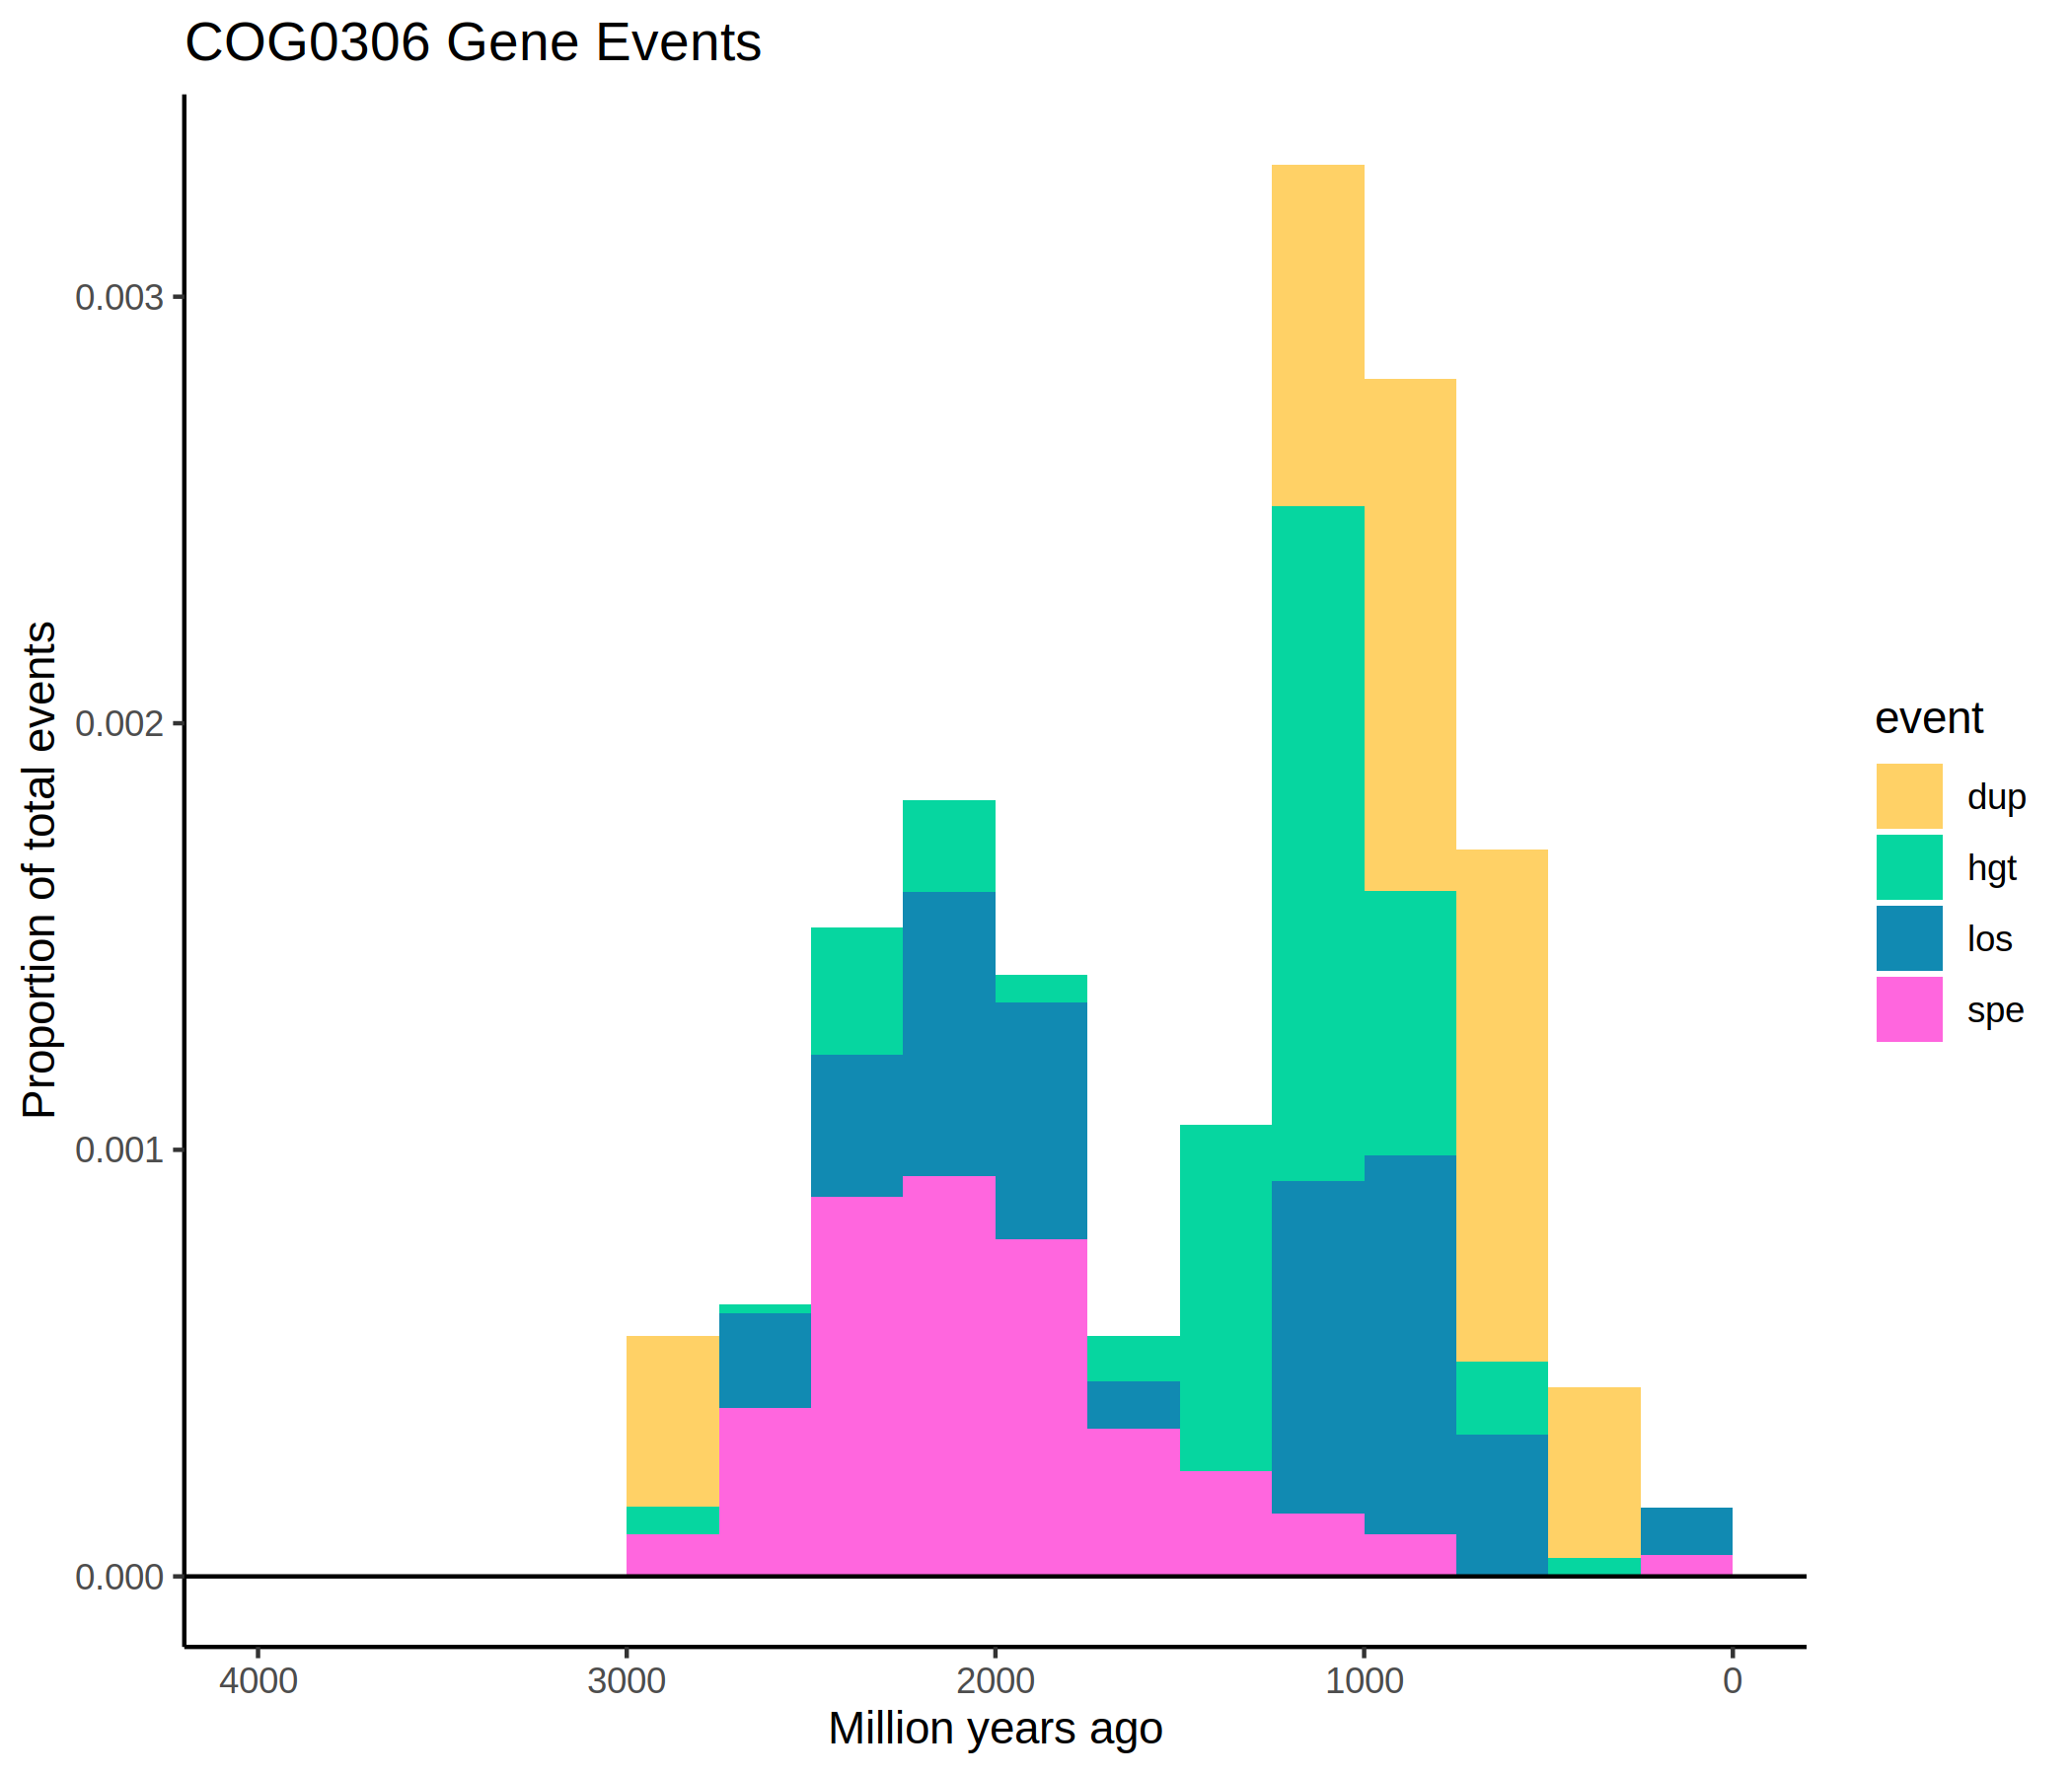 COG0306 Gene Events
Proportion of total events
0.003
0.002
0.001
0.000
4000 3000 2000 1000 0
Million years ago
event
dup
hgt
los
spe